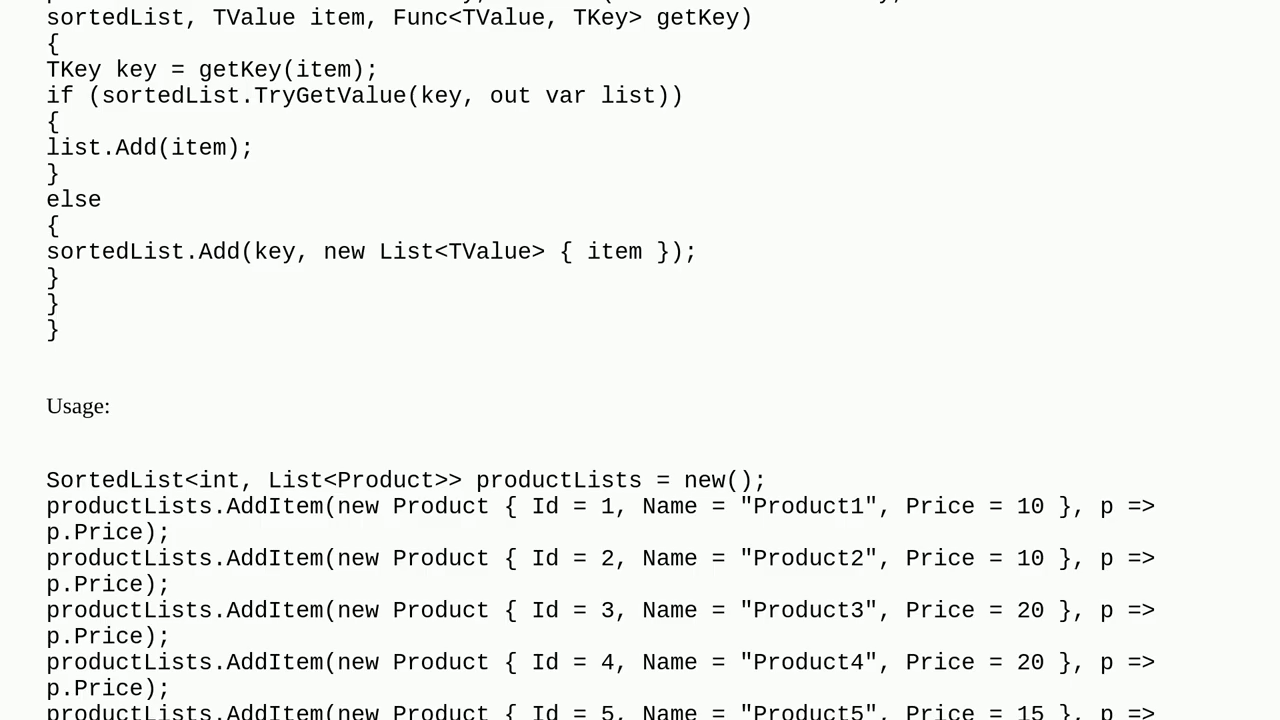 sortedList, TValue item, Func<TValue, TKey> getKey)
{
TKey key = getKey(item);
if (sortedList.TryGetValue(key, out var list))
{
list.Add(item);
}
else
{
sortedList.Add(key, new List<TValue> { item });
}
}
}
Usage:
SortedList<int, List<Product>> productLists = new();
productLists.AddItem(new Product { Id = 1, Name = "Product1", Price = 10 }, p =>
p.Price);
productLists.AddItem(new Product { Id = 2, Name = "Product2", Price = 10 }, p =>
p.Price);
productLists.AddItem(new Product { Id = 3, Name = "Product3", Price = 20 }, p =>
p.Price);
productLists.AddItem(new Product { Id = 4, Name = "Product4", Price = 20 }, p =>
p.Price);
productLists.AddItem(new Product { Id = 5, Name = "Product5", Price = 15 }, p =>